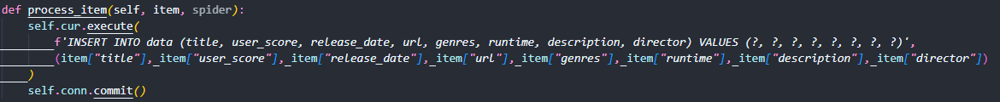 def process_item(self, item, spider):
    self.cur.execute(
        f'INSERT INTO data (title, user_score, release_date, url, genres, runtime, description, director) VALUES (?, ?, ?, ?, ?, ?, ?, ?)',
        (item["title"], item["user_score"], item["release_date"], item["url"], item["genres"], item["runtime"], item["description"], item["director"])
    )
    self.conn.commit()